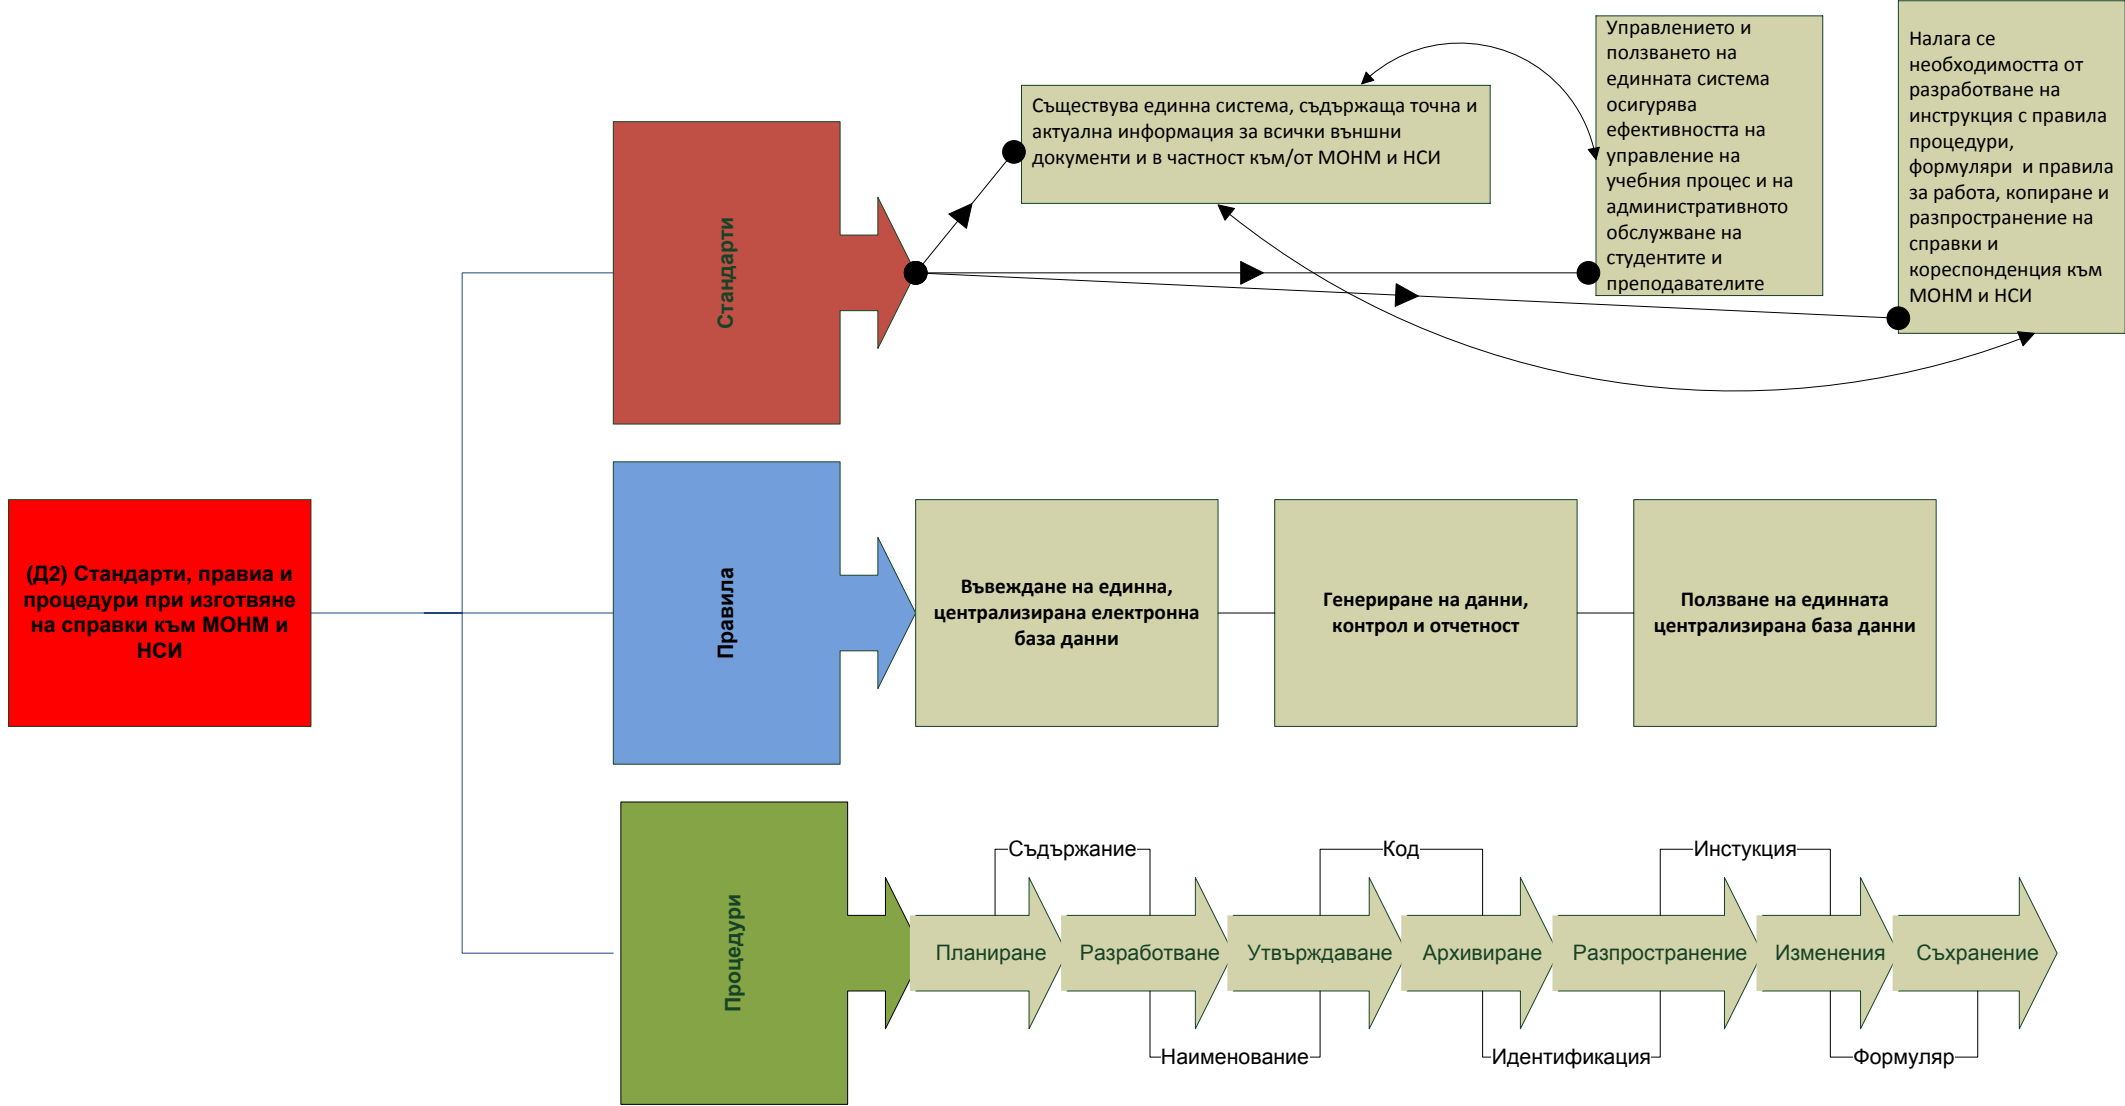 Управлението и
ползването на
единната система
осигурява
ефективността на
управление на
учебния процес и на
административното
обслужване на
студентите и
преподавателите
Налага се
необходимостта от
разработване на
инструкция с правила
процедури,
формуляри  и правила
за работа, копиране и
разпространение на
справки и
кореспонденция към
МОНМ и НСИ
Съществува единна система, съдържаща точна и
актуална информация за всички външни
документи и в частност към/от МОНМ и НСИ
Стандарти
(Д2) Стандарти, правиа и
процедури при изготвяне
на справки към МОНМ и
НСИ
Правила
Въвеждане на единна,
централизирана електронна
база данни
Генериране на данни,
контрол и отчетност
Ползване на единната
централизирана база данни
Процедури
Съдържание
Код
Инстукция
Планиране
Разработване
Утвърждаване
Архивиране
Разпространение
Изменения
Съхранение
Наименование
Идентификация
Формуляр